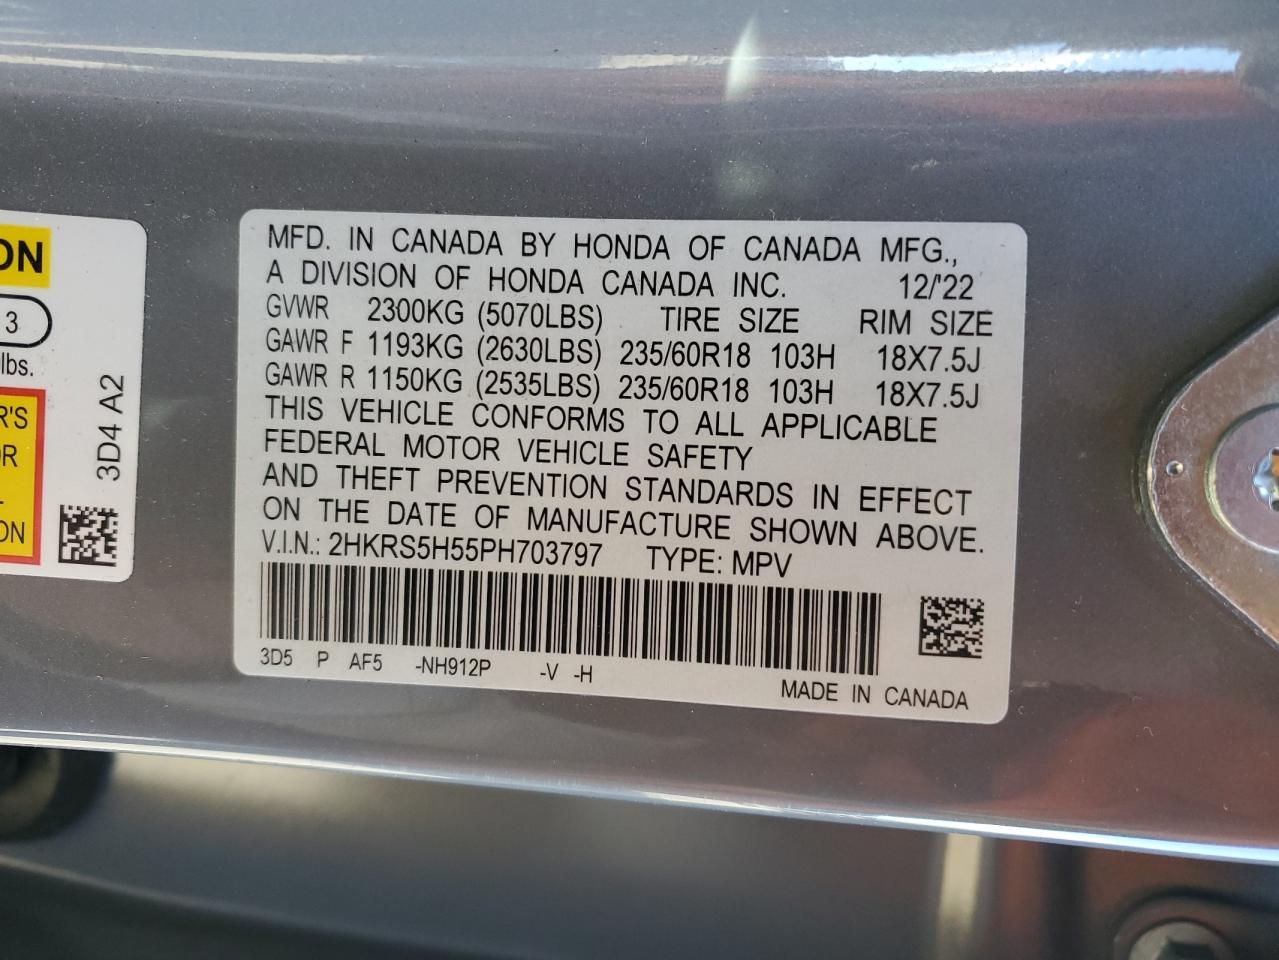 MFD. IN CANADA BY HONDA OF CANADA MFG.,
A DIVISION OF HONDA CANADA INC. 12/'22
GVWR 2300KG (5070LBS) TIRE SIZE RIM SIZE
GAWR F 1193KG (2630LBS) 235/60R18 103H 18X7.5J
GAWR R 1150KG (2535LBS) 235/60R18 103H 18X7.5J
THIS VEHICLE CONFORMS TO ALL APPLICABLE
FEDERAL MOTOR VEHICLE SAFETY
AND THEFT PREVENTION STANDARDS IN EFFECT
ON THE DATE OF MANUFACTURE SHOWN ABOVE.
V.I.N.: 2HKRS5H55PH703797 TYPE: MPV
3D5 P AF5 -NH912P -V -H
MADE IN CANADA
3
lbs.
3D4 A2